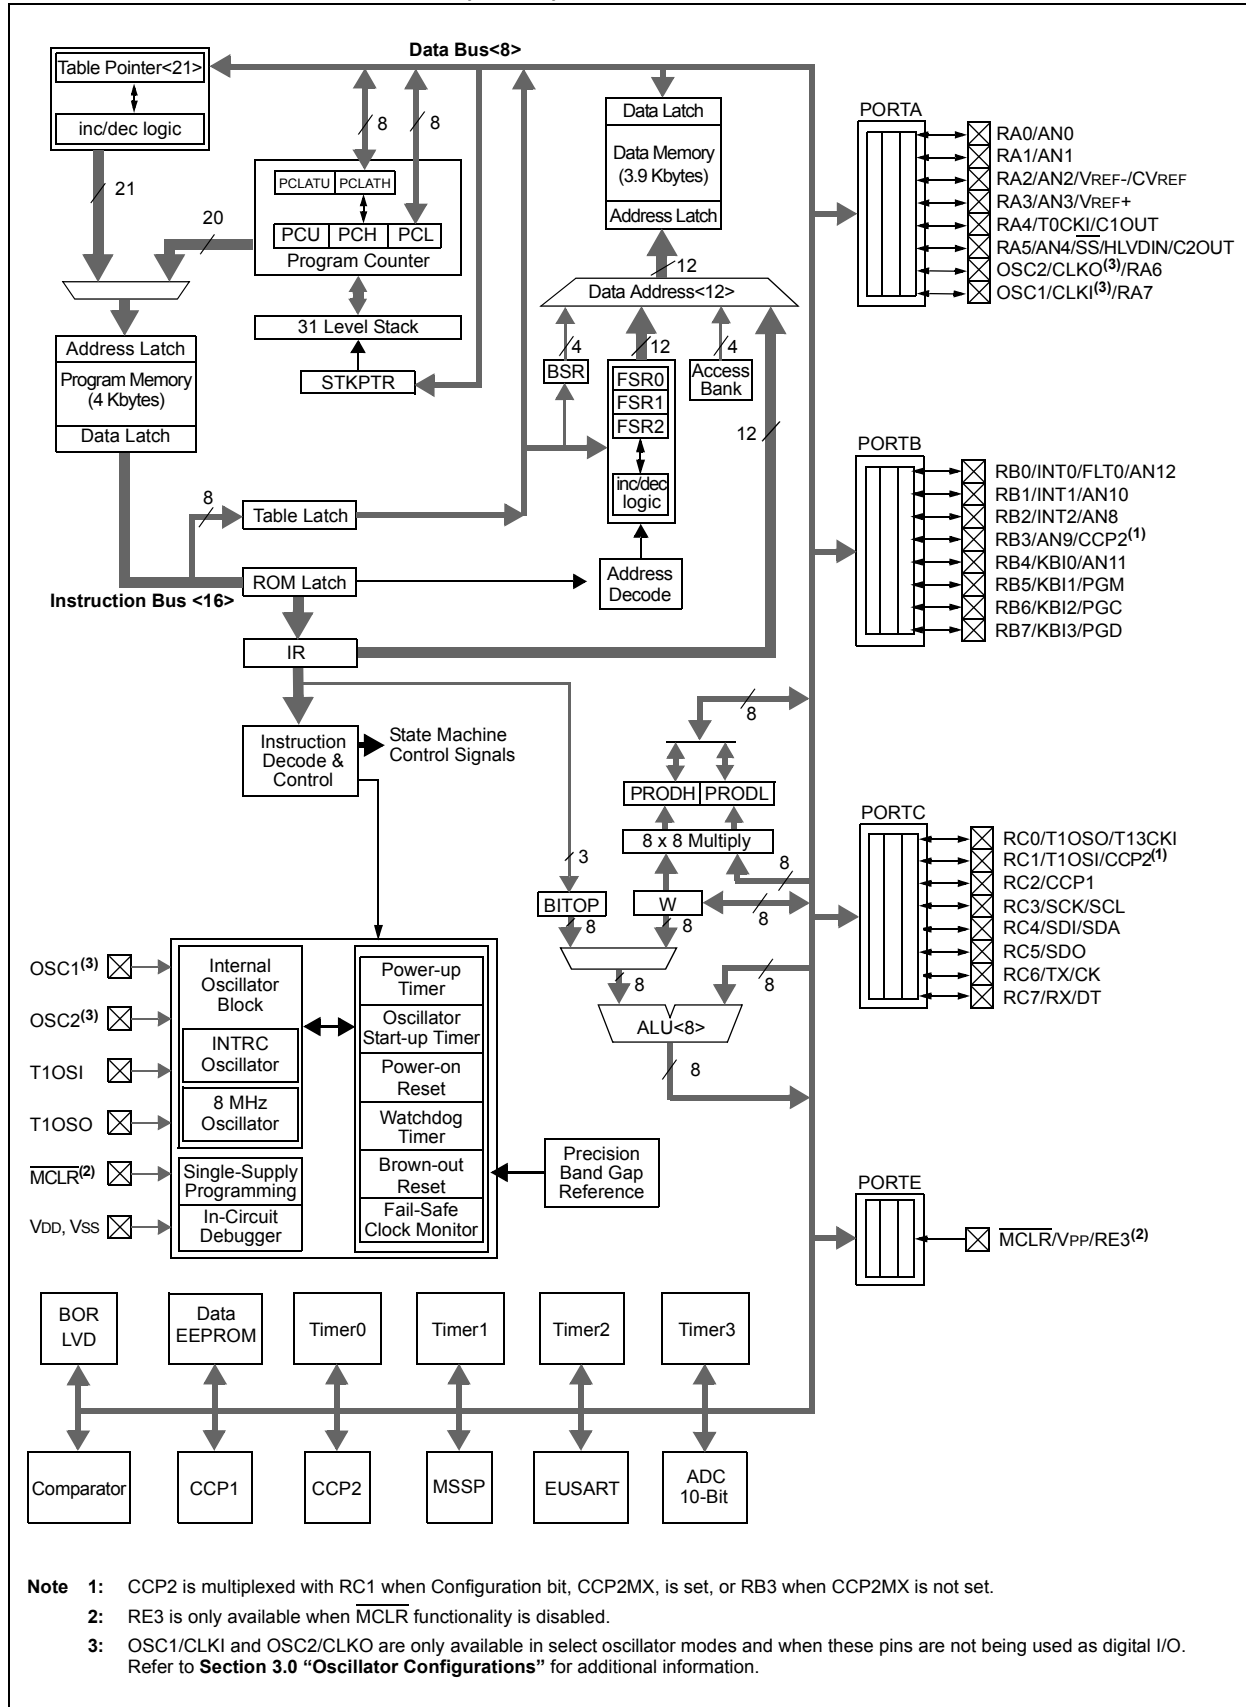 Data Bus<8>
Table Pointer<21>
inc/dec logic
21
8
8
PCLATU PCLATH
20
PCU PCH PCL
Program Counter
31 Level Stack
STKPTR
Address Latch
Program Memory
(4 Kbytes)
Data Latch
Data Latch
Data Memory
(3.9 Kbytes)
Address Latch
12
Data Address<12>
4
12
4
BSR
FSR0
FSR1
FSR2
inc/dec
logic
Access
Bank
12
8
Table Latch
ROM Latch
Instruction Bus <16>
Address
Decode
IR
Instruction
Decode &
Control
State Machine
Control Signals
8
PRODH PRODL
8 x 8 Multiply
3
8
BITOP
W
8
8
8
8
8
ALU<8>
8
OSC1(3)
OSC2(3)
T1OSI
T1OSO
MCLR(2)
VDD, VSS
Internal
Oscillator
Block
INTRC
Oscillator
8 MHz
Oscillator
Single-Supply
Programming
In-Circuit
Debugger
Power-up
Timer
Oscillator
Start-up Timer
Power-on
Reset
Watchdog
Timer
Brown-out
Reset
Fail-Safe
Clock Monitor
Precision
Band Gap
Reference
PORTA
RA0/AN0
RA1/AN1
RA2/AN2/VREF-/CVREF
RA3/AN3/VREF+
RA4/T0CKI/C1OUT
RA5/AN4/SS/HLVDIN/C2OUT
OSC2/CLKO(3)/RA6
OSC1/CLKI(3)/RA7
PORTB
RB0/INT0/FLT0/AN12
RB1/INT1/AN10
RB2/INT2/AN8
RB3/AN9/CCP2(1)
RB4/KBI0/AN11
RB5/KBI1/PGM
RB6/KBI2/PGC
RB7/KBI3/PGD
PORTC
RC0/T1OSO/T13CKI
RC1/T1OSI/CCP2(1)
RC2/CCP1
RC3/SCK/SCL
RC4/SDI/SDA
RC5/SDO
RC6/TX/CK
RC7/RX/DT
PORTE
MCLR/VPP/RE3(2)
BOR
LVD
Data
EEPROM
Timer0
Timer1
Timer2
Timer3
Comparator
CCP1
CCP2
MSSP
EUSART
ADC
10-Bit
Note 1: CCP2 is multiplexed with RC1 when Configuration bit, CCP2MX, is set, or RB3 when CCP2MX is not set.
2: RE3 is only available when MCLR functionality is disabled.
3: OSC1/CLKI and OSC2/CLKO are only available in select oscillator modes and when these pins are not being used as digital I/O.
Refer to Section 3.0 “Oscillator Configurations” for additional information.